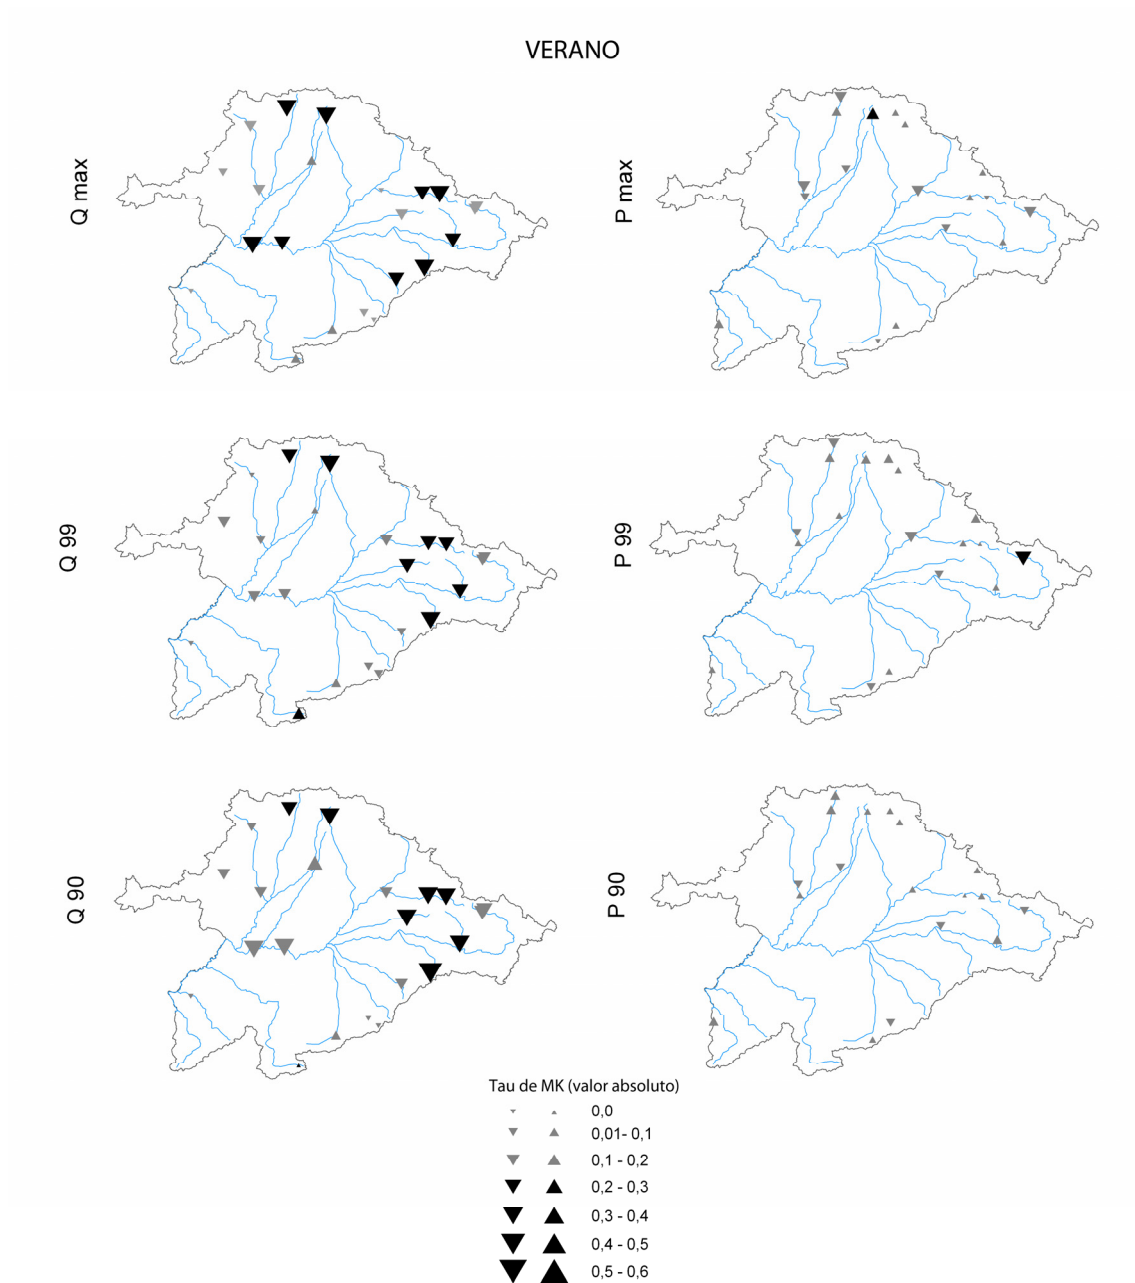 VERANO
Q max
P max
Q 99
P 99
Q 90
P 90
Tau de MK (valor absoluto)
0,0
0,01- 0,1
0,1 - 0,2
0,2 - 0,3
0,3 - 0,4
0,4 - 0,5
0,5 - 0,6